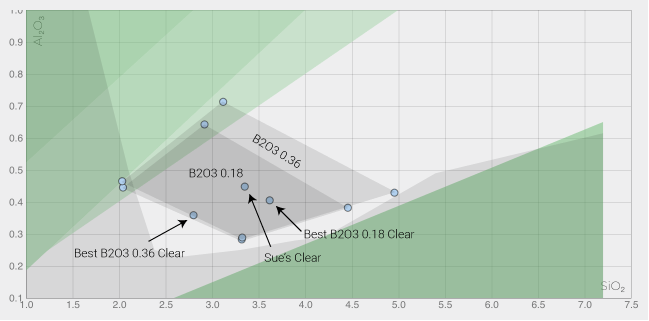 1.0
Al₂O₃
0.9
0.8
0.7
0.6
B2O3 0.36
0.5
B2O3 0.18
0.4
0.3
Best B2O3 0.18 Clear
Best B2O3 0.36 Clear
Sue's Clear
0.2
SiO₂
0.1
1.0 1.5 2.0 2.5 3.0 3.5 4.0 4.5 5.0 5.5 6.0 6.5 7.0 7.5